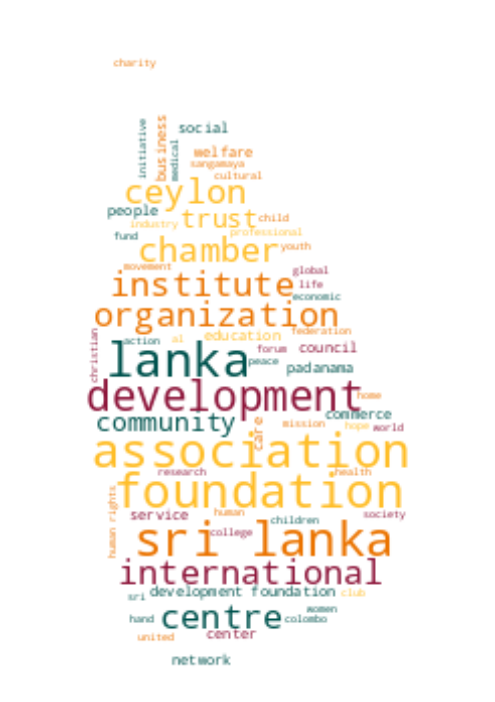 charity
initiative
business
medical
social
welfare
sangamaya
cultural
ceylon
people
trust
child
industry
professional
fund
chamber
youth
movement
global
institute
life
economic
organization
christian
action
al
education
federation
lanka
forum
council
peace
padanama
development
home
community
commerce
care
mission
hope
world
association
research
health
foundation
human rights
service
human
children
society
sri lanka
college
international
sri
development foundation
club
women
hand
centre
colombo
united
center
network